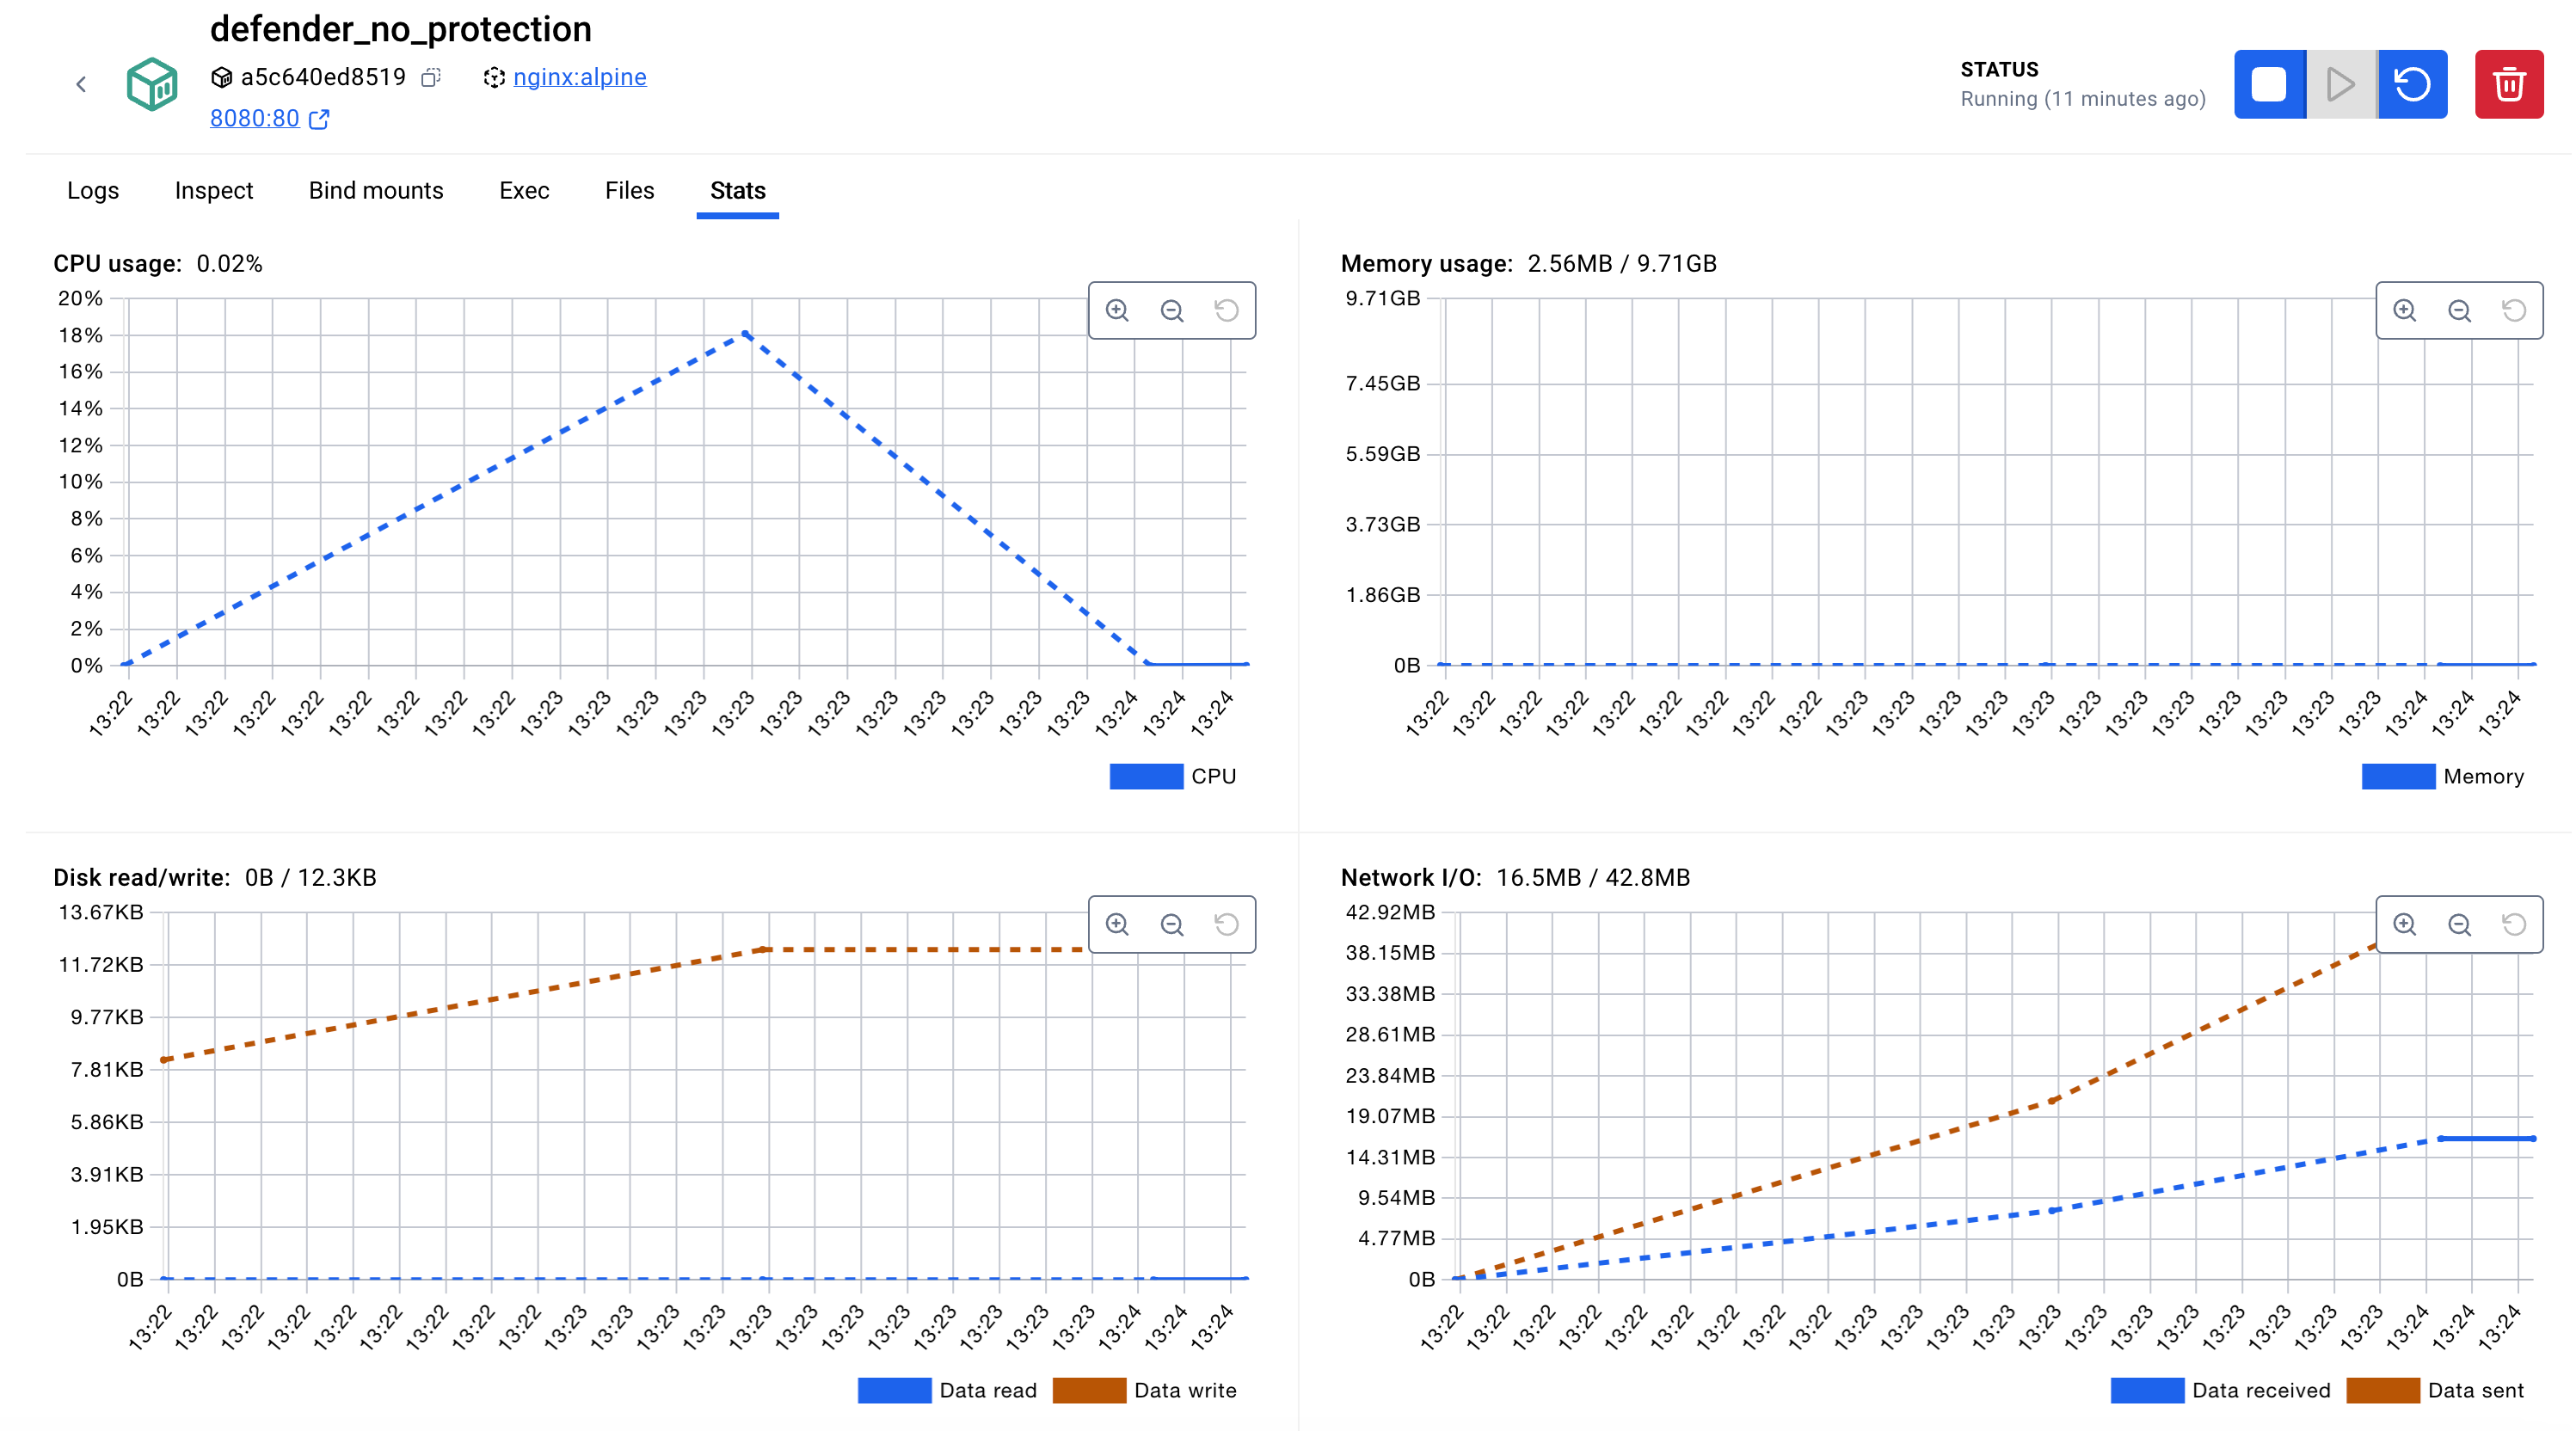 defender_no_protection
a5c640ed8519 nginx:alpine
8080:80
STATUS
Running (11 minutes ago)
Logs Inspect Bind mounts Exec Files Stats
CPU usage: 0.02%
20%
18%
16%
14%
12%
10%
8%
6%
4%
2%
0%
13:22 13:22 13:22 13:22 13:22 13:22 13:22 13:22 13:22 13:23 13:23 13:23 13:23 13:23 13:23 13:23 13:23 13:23 13:23 13:23 13:23 13:24 13:24 13:24
CPU
Memory usage: 2.56MB / 9.71GB
9.71GB
7.45GB
5.59GB
3.73GB
1.86GB
0B
13:22 13:22 13:22 13:22 13:22 13:22 13:22 13:22 13:22 13:23 13:23 13:23 13:23 13:23 13:23 13:23 13:23 13:23 13:23 13:23 13:23 13:24 13:24 13:24
Memory
Disk read/write: 0B / 12.3KB
13.67KB
11.72KB
9.77KB
7.81KB
5.86KB
3.91KB
1.95KB
0B
13:22 13:22 13:22 13:22 13:22 13:22 13:22 13:22 13:22 13:23 13:23 13:23 13:23 13:23 13:23 13:23 13:23 13:23 13:23 13:23 13:23 13:24 13:24 13:24
Data read Data write
Network I/O: 16.5MB / 42.8MB
42.92MB
38.15MB
33.38MB
28.61MB
23.84MB
19.07MB
14.31MB
9.54MB
4.77MB
0B
13:22 13:22 13:22 13:22 13:22 13:22 13:22 13:22 13:22 13:23 13:23 13:23 13:23 13:23 13:23 13:23 13:23 13:23 13:23 13:23 13:23 13:24 13:24 13:24
Data received Data sent